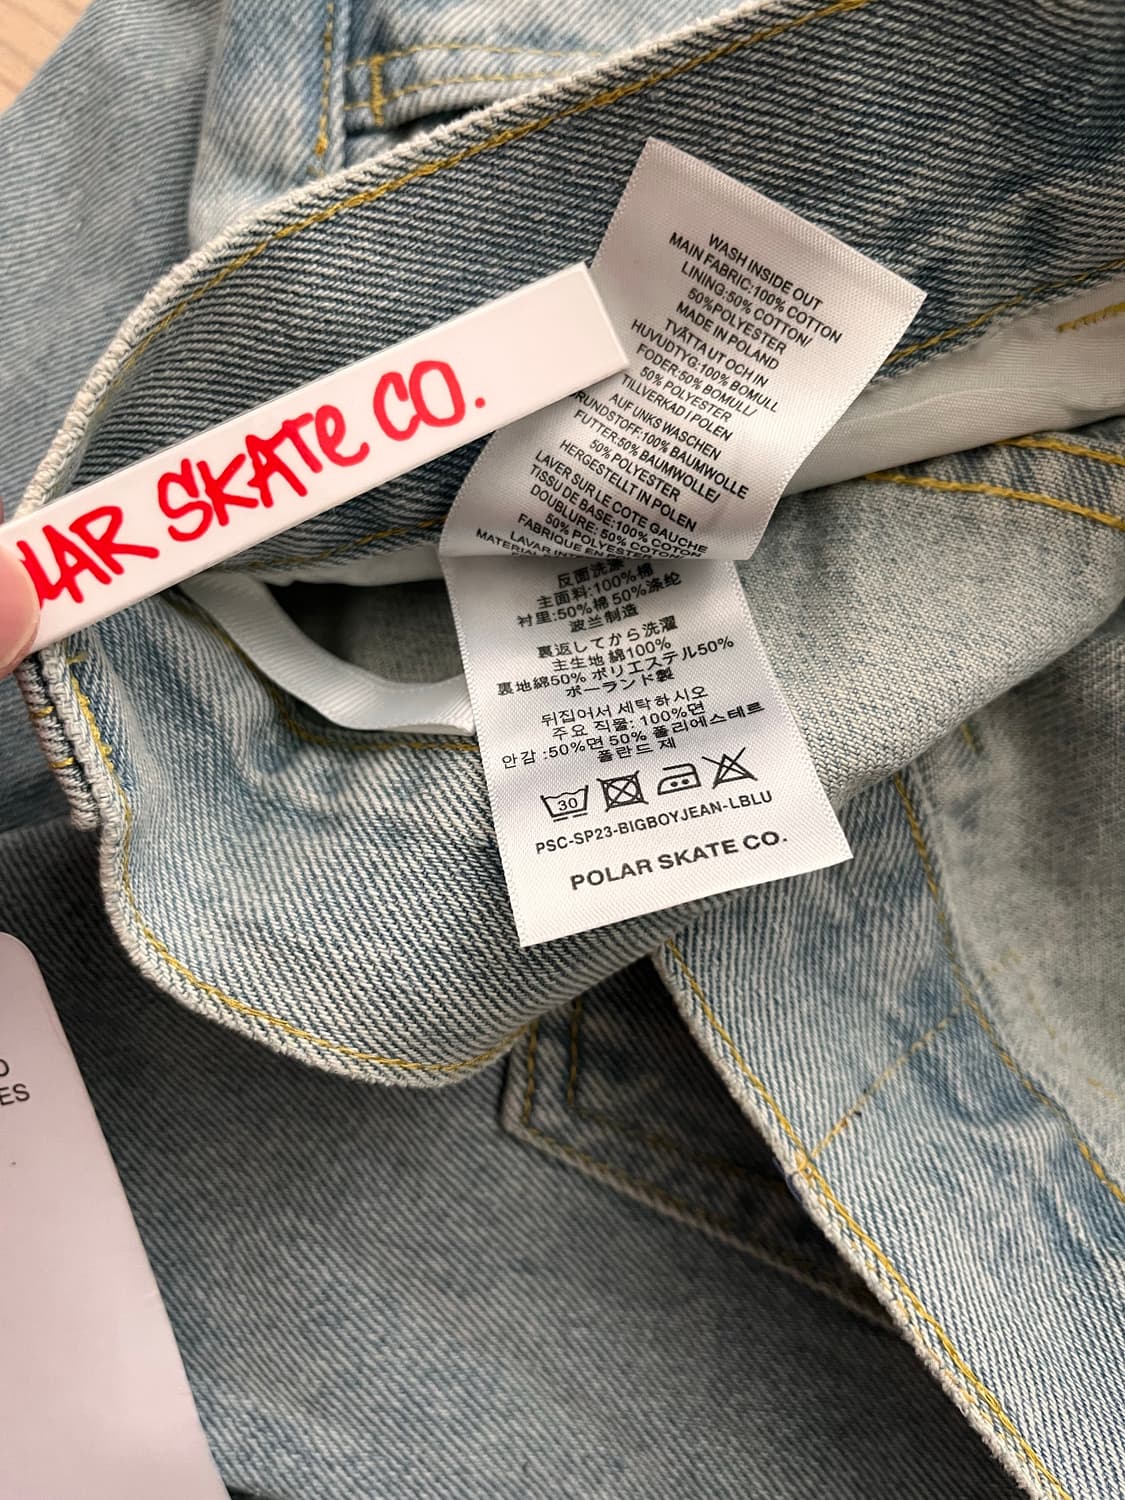 WASH INSIDE OUT
MAIN FABRIC:100% COTTON
LINING:50% COTTON/
50%POLYESTER
MADE IN POLAND
TVÄTTA UT OCH IN
HUVUDTYG:100% BOMULL
FODER:50% BOMULL/
50% POLYESTER
TILLVERKAD I POLEN
AUF LINKS WASCHEN
RUNDSTOFF:100% BAUMWOLLE
FUTTER:50% BAUMWOLLE/
50% POLYESTER
HERGESTELLT IN POLEN
LAVER SUR LE COTE GAUCHE
TISSU DE BASE:100% COTON
DOUBLURE: 50% COTON/
50% POLYESTER
FABRIQUE EN
LAVAR
MATERIAL
LAR SKATE CO.
反面洗涤
主面料:100%棉
衬里:50%棉 50%涤纶
波兰制造
裏返してから洗濯
主生地 綿100%
裏地綿50% ポリエステル50%
ポーランド製
뒤집어서 세탁하시오
주요 직물: 100%면
안감 :50%면 50% 폴리에스테르
폴란드 제
30
PSC-SP23-BIGBOYJEAN-LBLU
POLAR SKATE CO.
ES